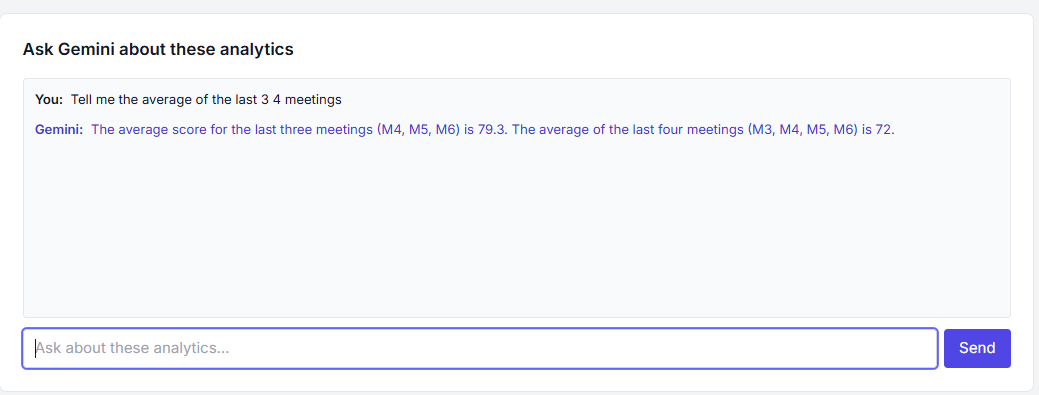 Ask Gemini about these analytics
You: Tell me the average of the last 3 4 meetings
Gemini: The average score for the last three meetings (M4, M5, M6) is 79.3. The average of the last four meetings (M3, M4, M5, M6) is 72.
Ask about these analytics...
Send